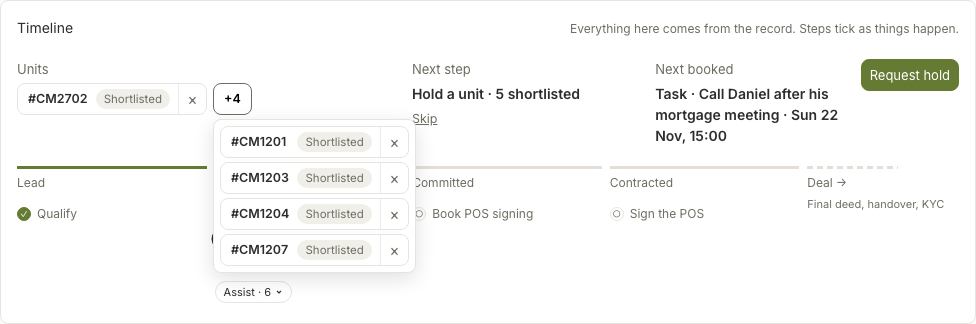 Timeline
Everything here comes from the record. Steps tick as things happen.
Units
#CM2702 Shortlisted ×
+4
#CM1201 Shortlisted ×
#CM1203 Shortlisted ×
#CM1204 Shortlisted ×
#CM1207 Shortlisted ×
Next step
Hold a unit · 5 shortlisted
Skip
Next booked
Task · Call Daniel after his
mortgage meeting · Sun 22
Nov, 15:00
Request hold
Lead
Qualify
Assist · 6
Committed
Book POS signing
Contracted
Sign the POS
Deal →
Final deed, handover, KYC